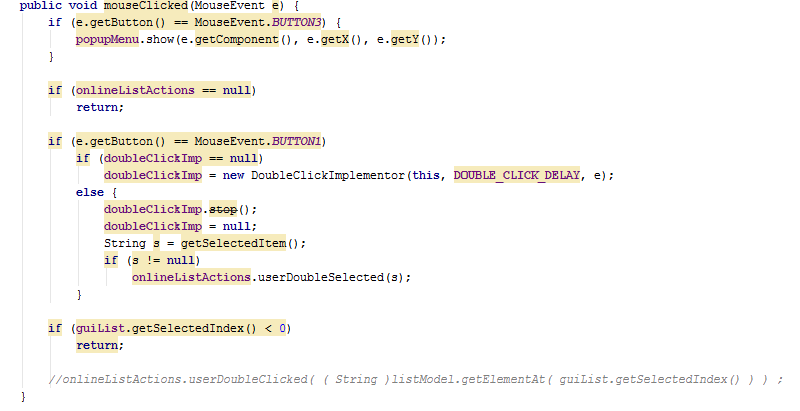 public void mouseClicked(MouseEvent e) {
if (e.getButton() == MouseEvent.BUTTON3) {
popupMenu.show(e.getComponent(), e.getX(), e.getY());
}
if (onlineListActions == null)
return;
if (e.getButton() == MouseEvent.BUTTON1)
if (doubleClickImp == null)
doubleClickImp = new DoubleClickImplementor(this, DOUBLE_CLICK_DELAY, e);
else {
doubleClickImp.stop();
doubleClickImp = null;
String s = getSelectedItem();
if (s != null)
onlineListActions.userDoubleSelected(s);
}
if (guiList.getSelectedIndex() < 0)
return;
//onlineListActions.userDoubleClicked( ( String )listModel.getElementAt( guiList.getSelectedIndex() ) ) ;
}